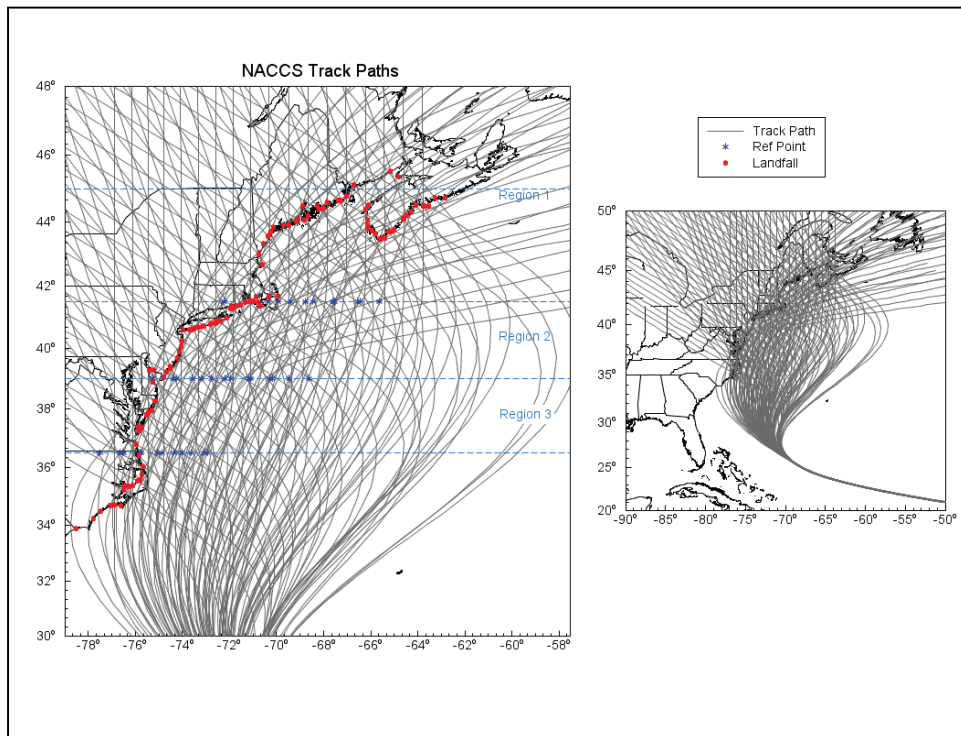 NACCS Track Paths
48°
46°
44°
42°
40°
38°
36°
34°
32°
30°
-78° -76° -74° -72° -70° -68° -66° -64° -62° -60° -58°
Region 1
Region 2
Region 3
Track Path
Ref Point
Landfall
50°
45°
40°
35°
30°
25°
20°
-90° -85° -80° -75° -70° -65° -60° -55° -50°